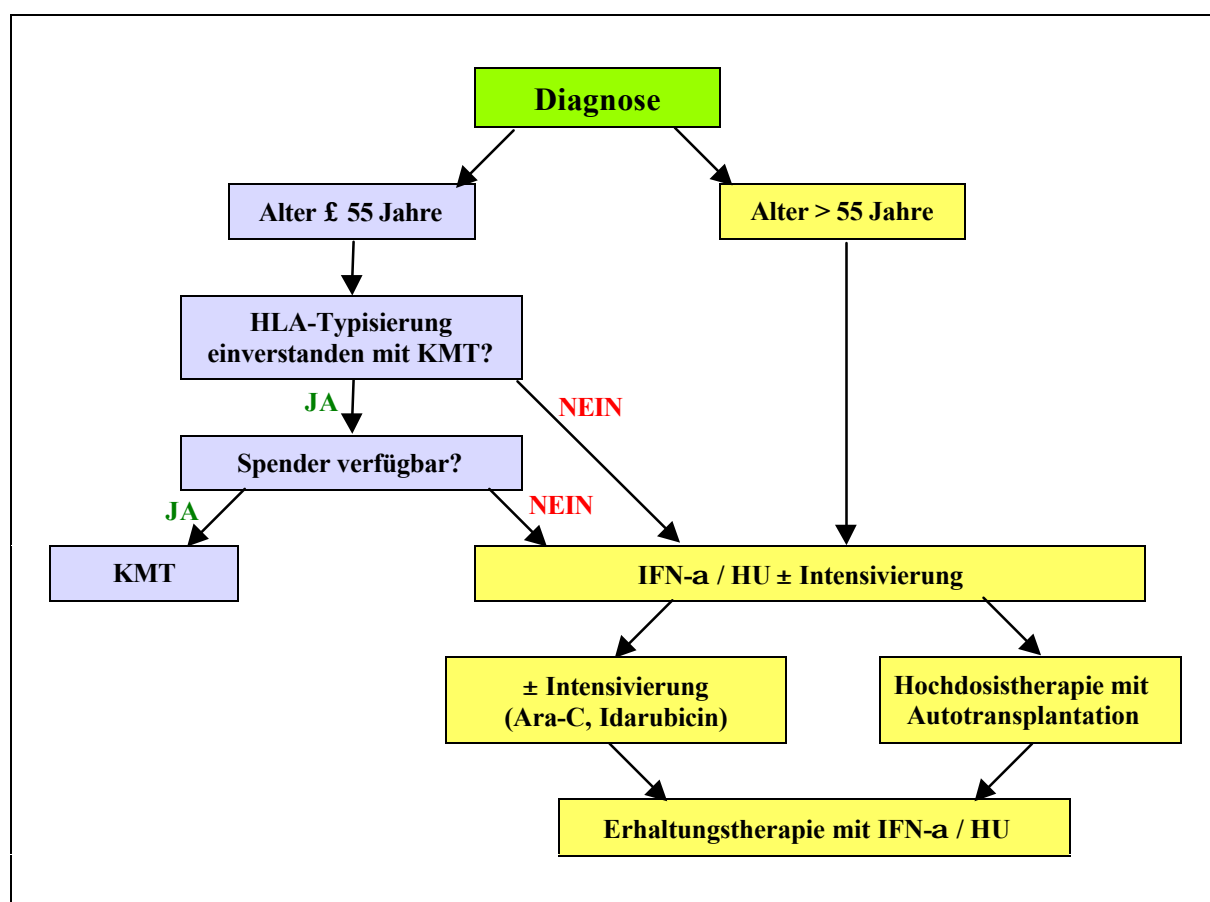 Diagnose
Alter £ 55 Jahre
Alter > 55 Jahre
HLA-Typisierung
einverstanden mit KMT?
JA
NEIN
Spender verfügbar?
JA
NEIN
KMT
IFN-a / HU ± Intensivierung
± Intensivierung
(Ara-C, Idarubicin)
Hochdosistherapie mit
Autotransplantation
Erhaltungstherapie mit IFN-a / HU